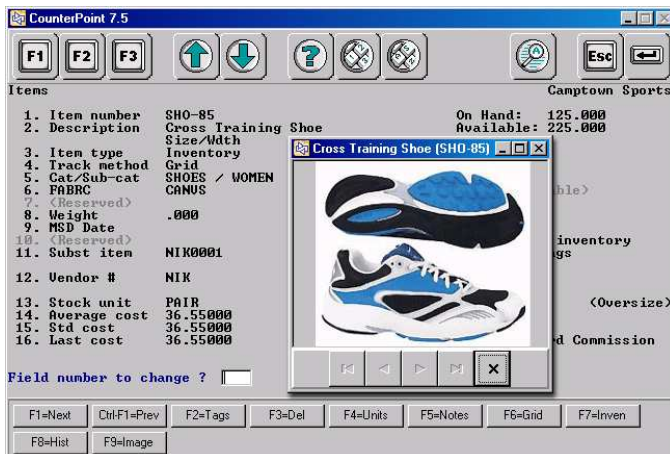 CounterPoint 7.5
F1 F2 F3 Esc
Items Camptown Sports
1. Item number SHO-85 On Hand: 125.000
2. Description Cross Training Shoe Available: 225.000
Size/Wdth
3. Item type Inventory
4. Track method Grid
5. Cat/Sub-cat SHOES / WOMEN
6. FABRC CANVS ble>
7. <Reserved>
8. Weight .000
9. MSD Date
10. <Reserved> inventory
11. Subst item NIK0001 gs
12. Vendor # NIK
13. Stock unit PAIR <Oversize>
14. Average cost 36.55000
15. Std cost 36.55000
16. Last cost 36.55000 d Commission
Field number to change ?
Cross Training Shoe (SHO-85)
F1=Next Ctrl-F1=Prev F2=Tags F3=Del F4=Units F5=Notes F6=Grid F7=Inven
F8=Hist F9=Image